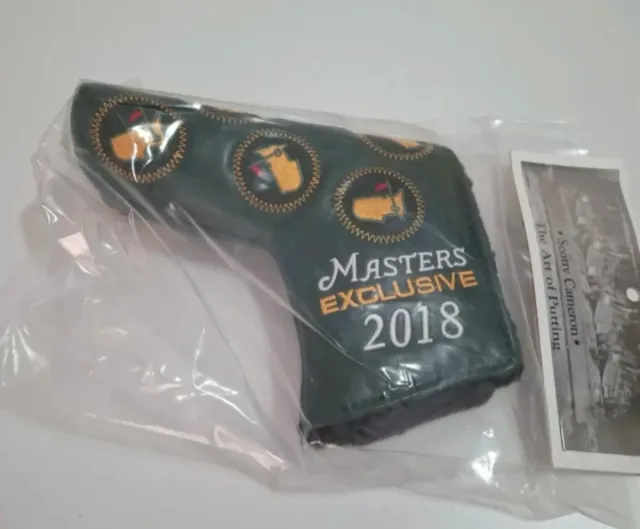 MASTERS
EXCLUSIVE
2018
• Scotty Cameron •
The Art of Putting